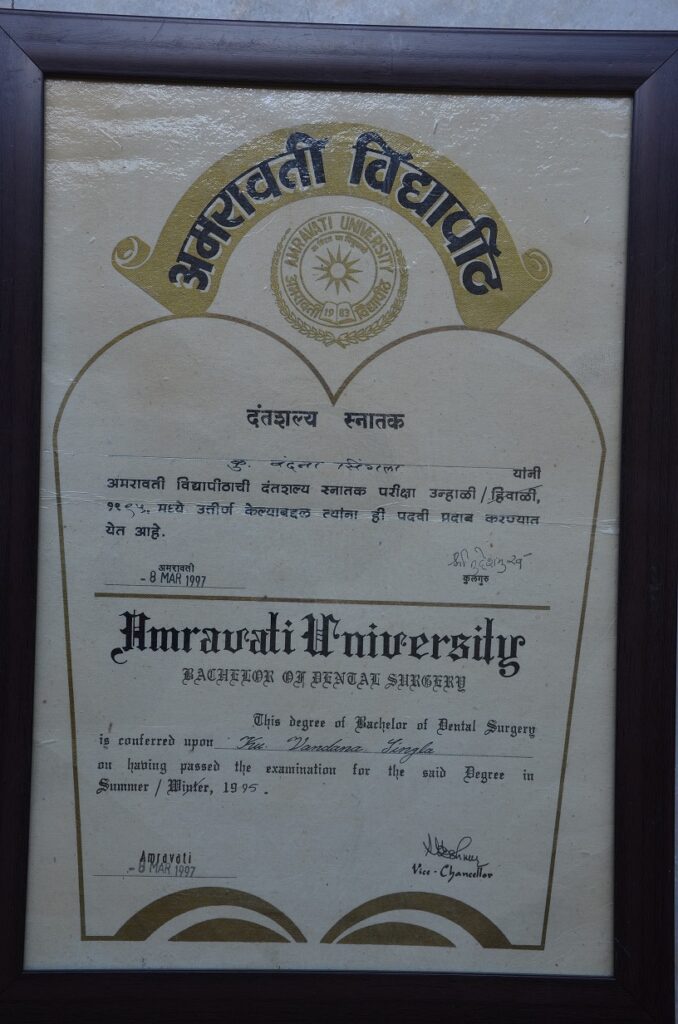 अमरावती विद्यापीठ
AMRAVATI UNIVERSITY
अमरावती विद्यापीठ
1983
दंतशल्य स्नातक
कु. वंदना सिंगला यांनी
अमरावती विद्यापीठाची दंतशल्य स्नातक परीक्षा उन्हाळी / हिवाळी,
१९९५, मध्ये उत्तीर्ण केल्याबद्दल त्यांना ही पदवी प्रदान करण्यात
येत आहे.
अमरावती
- 8 MAR 1997
कुलगुरु
Amravati University
BACHELOR OF DENTAL SURGERY
This degree of Bachelor of Dental Surgery
is conferred upon Ku. Vandana Singla
on having passed the examination for the said Degree in
Summer / Winter, 1995.
Amravati
- 8 MAR 1997
Vice - Chancellor